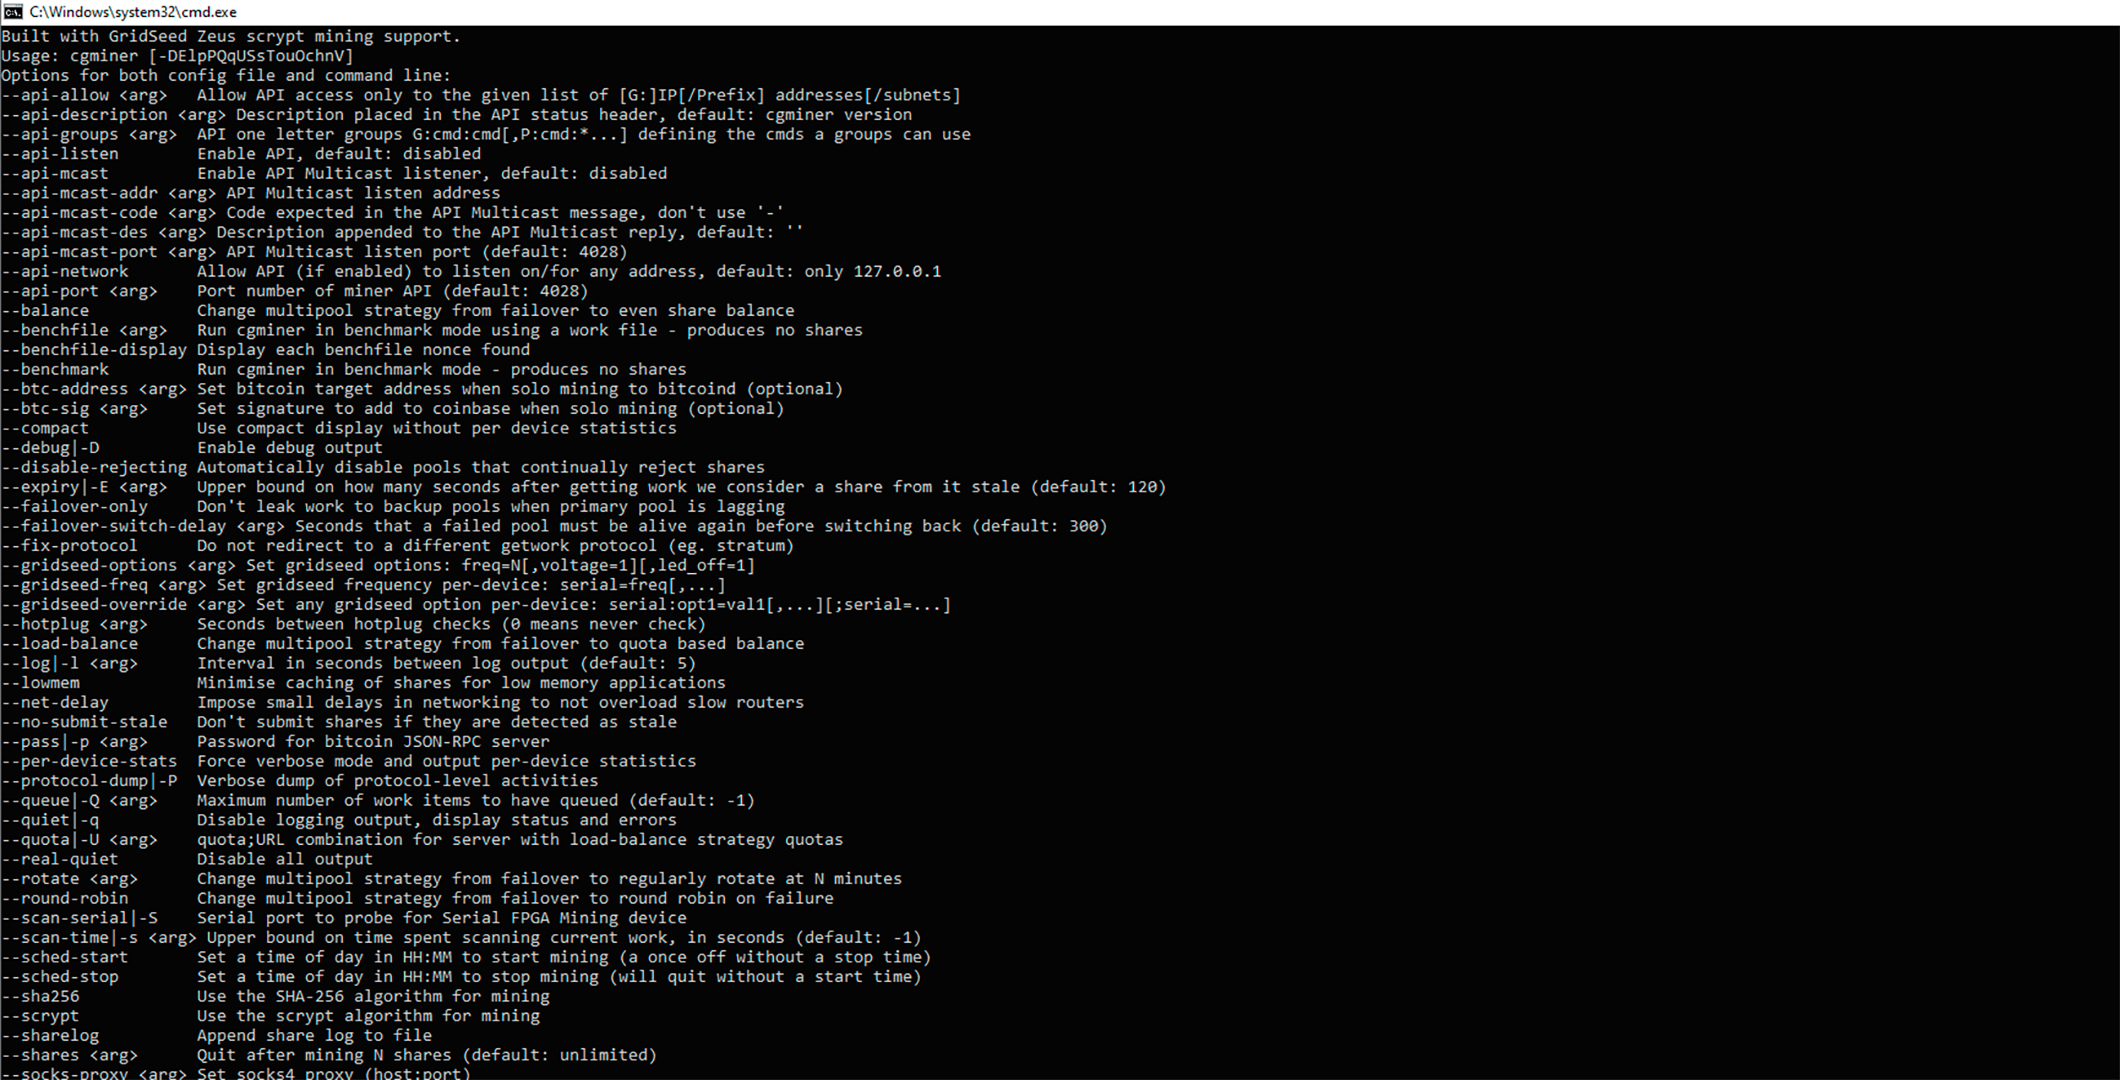 C:\Windows\system32\cmd.exe
Built with GridSeed Zeus scrypt mining support.
Usage: cgminer [-DElpPQqUSsTouOchnV]
Options for both config file and command line:
--api-allow <arg>   Allow API access only to the given list of [G:]IP[/Prefix] addresses[/subnets]
--api-description <arg> Description placed in the API status header, default: cgminer version
--api-groups <arg>  API one letter groups G:cmd:cmd[,P:cmd:*...] defining the cmds a groups can use
--api-listen        Enable API, default: disabled
--api-mcast         Enable API Multicast listener, default: disabled
--api-mcast-addr <arg> API Multicast listen address
--api-mcast-code <arg> Code expected in the API Multicast message, don't use '-'
--api-mcast-des <arg> Description appended to the API Multicast reply, default: ''
--api-mcast-port <arg> API Multicast listen port (default: 4028)
--api-network       Allow API (if enabled) to listen on/for any address, default: only 127.0.0.1
--api-port <arg>    Port number of miner API (default: 4028)
--balance           Change multipool strategy from failover to even share balance
--benchfile <arg>   Run cgminer in benchmark mode using a work file - produces no shares
--benchfile-display Display each benchfile nonce found
--benchmark         Run cgminer in benchmark mode - produces no shares
--btc-address <arg> Set bitcoin target address when solo mining to bitcoind (optional)
--btc-sig <arg>     Set signature to add to coinbase when solo mining (optional)
--compact           Use compact display without per device statistics
--debug|-D          Enable debug output
--disable-rejecting Automatically disable pools that continually reject shares
--expiry|-E <arg>   Upper bound on how many seconds after getting work we consider a share from it stale (default: 120)
--failover-only     Don't leak work to backup pools when primary pool is lagging
--failover-switch-delay <arg> Seconds that a failed pool must be alive again before switching back (default: 300)
--fix-protocol      Do not redirect to a different getwork protocol (eg. stratum)
--gridseed-options <arg> Set gridseed options: freq=N[,voltage=1][,led_off=1]
--gridseed-freq <arg> Set gridseed frequency per-device: serial=freq[,...]
--gridseed-override <arg> Set any gridseed option per-device: serial:opt1=val1[,...][;serial=...]
--hotplug <arg>     Seconds between hotplug checks (0 means never check)
--load-balance      Change multipool strategy from failover to quota based balance
--log|-l <arg>      Interval in seconds between log output (default: 5)
--lowmem            Minimise caching of shares for low memory applications
--net-delay         Impose small delays in networking to not overload slow routers
--no-submit-stale   Don't submit shares if they are detected as stale
--pass|-p <arg>     Password for bitcoin JSON-RPC server
--per-device-stats  Force verbose mode and output per-device statistics
--protocol-dump|-P  Verbose dump of protocol-level activities
--queue|-Q <arg>    Maximum number of work items to have queued (default: -1)
--quiet|-q          Disable logging output, display status and errors
--quota|-U <arg>    quota;URL combination for server with load-balance strategy quotas
--real-quiet        Disable all output
--rotate <arg>      Change multipool strategy from failover to regularly rotate at N minutes
--round-robin       Change multipool strategy from failover to round robin on failure
--scan-serial|-S    Serial port to probe for Serial FPGA Mining device
--scan-time|-s <arg> Upper bound on time spent scanning current work, in seconds (default: -1)
--sched-start       Set a time of day in HH:MM to start mining (a once off without a stop time)
--sched-stop        Set a time of day in HH:MM to stop mining (will quit without a start time)
--sha256            Use the SHA-256 algorithm for mining
--scrypt            Use the scrypt algorithm for mining
--sharelog          Append share log to file
--shares <arg>      Quit after mining N shares (default: unlimited)
--socks-proxy <arg> Set socks4 proxy (host:port)